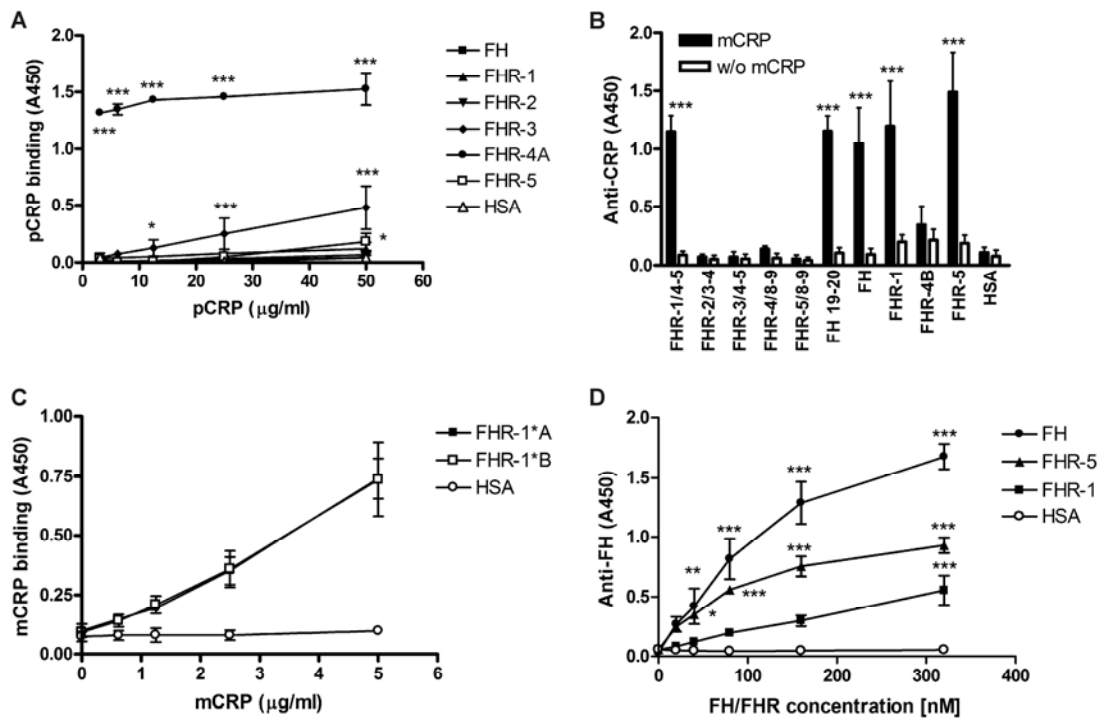 A
pCRP binding (A450)
2.0
1.5
1.0
0.5
0.0
***
***
***
***
***
*
***
***
*
0
10
20
30
40
50
60
pCRP (μg/ml)
FH
FHR-1
FHR-2
FHR-3
FHR-4A
FHR-5
HSA
B
Anti-CRP (A450)
2.0
1.5
1.0
0.5
0.0
mCRP
w/o mCRP
***
***
***
***
***
FHR-1/4-5
FHR-2/3-4
FHR-3/4-5
FHR-4/8-9
FHR-5/8-9
FH 19-20
FH
FHR-1
FHR-4B
FHR-5
HSA
C
mCRP binding (A450)
1.00
0.75
0.50
0.25
0.00
0
1
2
3
4
5
6
mCRP (μg/ml)
FHR-1*A
FHR-1*B
HSA
D
Anti-FH (A450)
2.0
1.5
1.0
0.5
0.0
**
***
***
***
*
***
***
***
***
0
100
200
300
400
FH/FHR concentration [nM]
FH
FHR-5
FHR-1
HSA